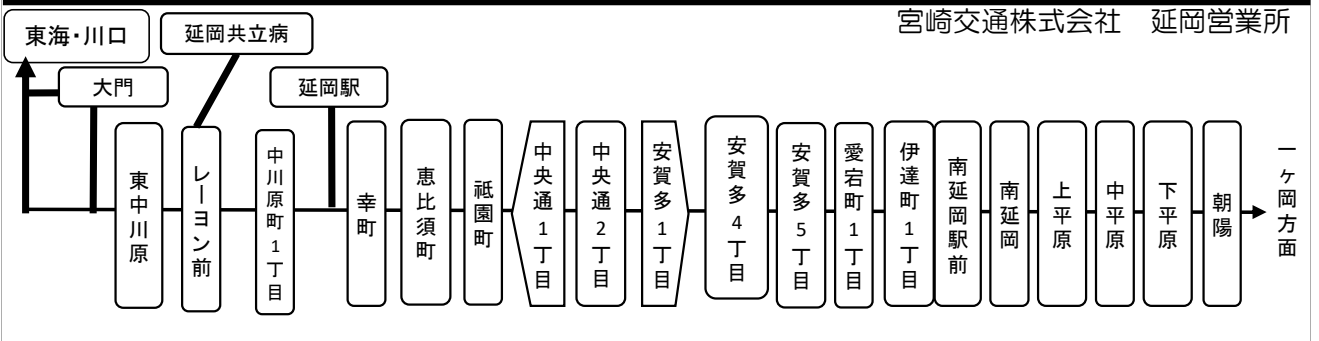 宮崎交通株式会社　延岡営業所
東海・川口
延岡共立病
大門
延岡駅
東中川原
レーヨン前
中川原町1丁目
幸町
恵比須町
祗園町
中央通1丁目
中央通2丁目
安賀多1丁目
安賀多4丁目
安賀多5丁目
愛宕町1丁目
伊達町1丁目
南延岡駅前
南延岡
上平原
中平原
下平原
朝陽
一ヶ岡方面